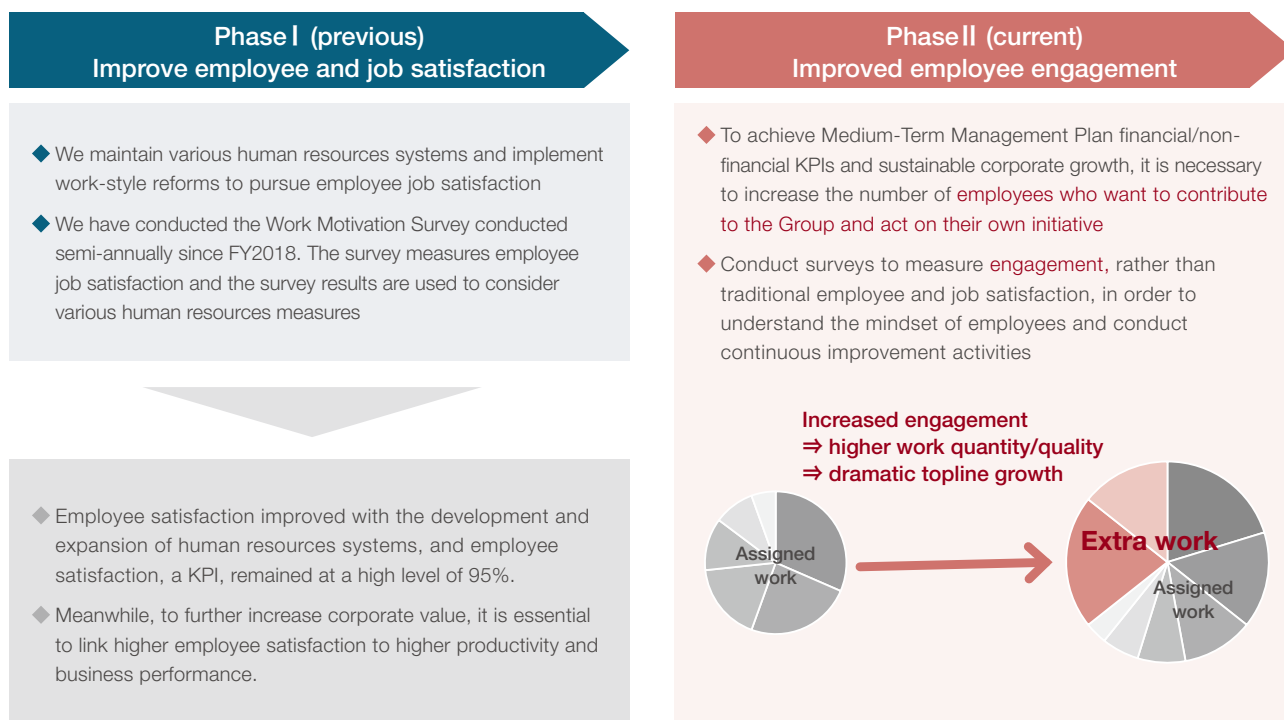 Phase Ⅰ (previous)
Improve employee and job satisfaction
◆ We maintain various human resources systems and implement
work-style reforms to pursue employee job satisfaction
◆ We have conducted the Work Motivation Survey conducted
semi-annually since FY2018. The survey measures employee
job satisfaction and the survey results are used to consider
various human resources measures
◆ Employee satisfaction improved with the development and
expansion of human resources systems, and employee
satisfaction, a KPI, remained at a high level of 95%.
◆ Meanwhile, to further increase corporate value, it is essential
to link higher employee satisfaction to higher productivity and
business performance.
Phase Ⅱ (current)
Improved employee engagement
◆ To achieve Medium-Term Management Plan financial/non-
financial KPIs and sustainable corporate growth, it is necessary
to increase the number of employees who want to contribute
to the Group and act on their own initiative
◆ Conduct surveys to measure engagement, rather than
traditional employee and job satisfaction, in order to
understand the mindset of employees and conduct
continuous improvement activities
Increased engagement
⇒ higher work quantity/quality
⇒ dramatic topline growth
Assigned
work
Extra work
Assigned
work